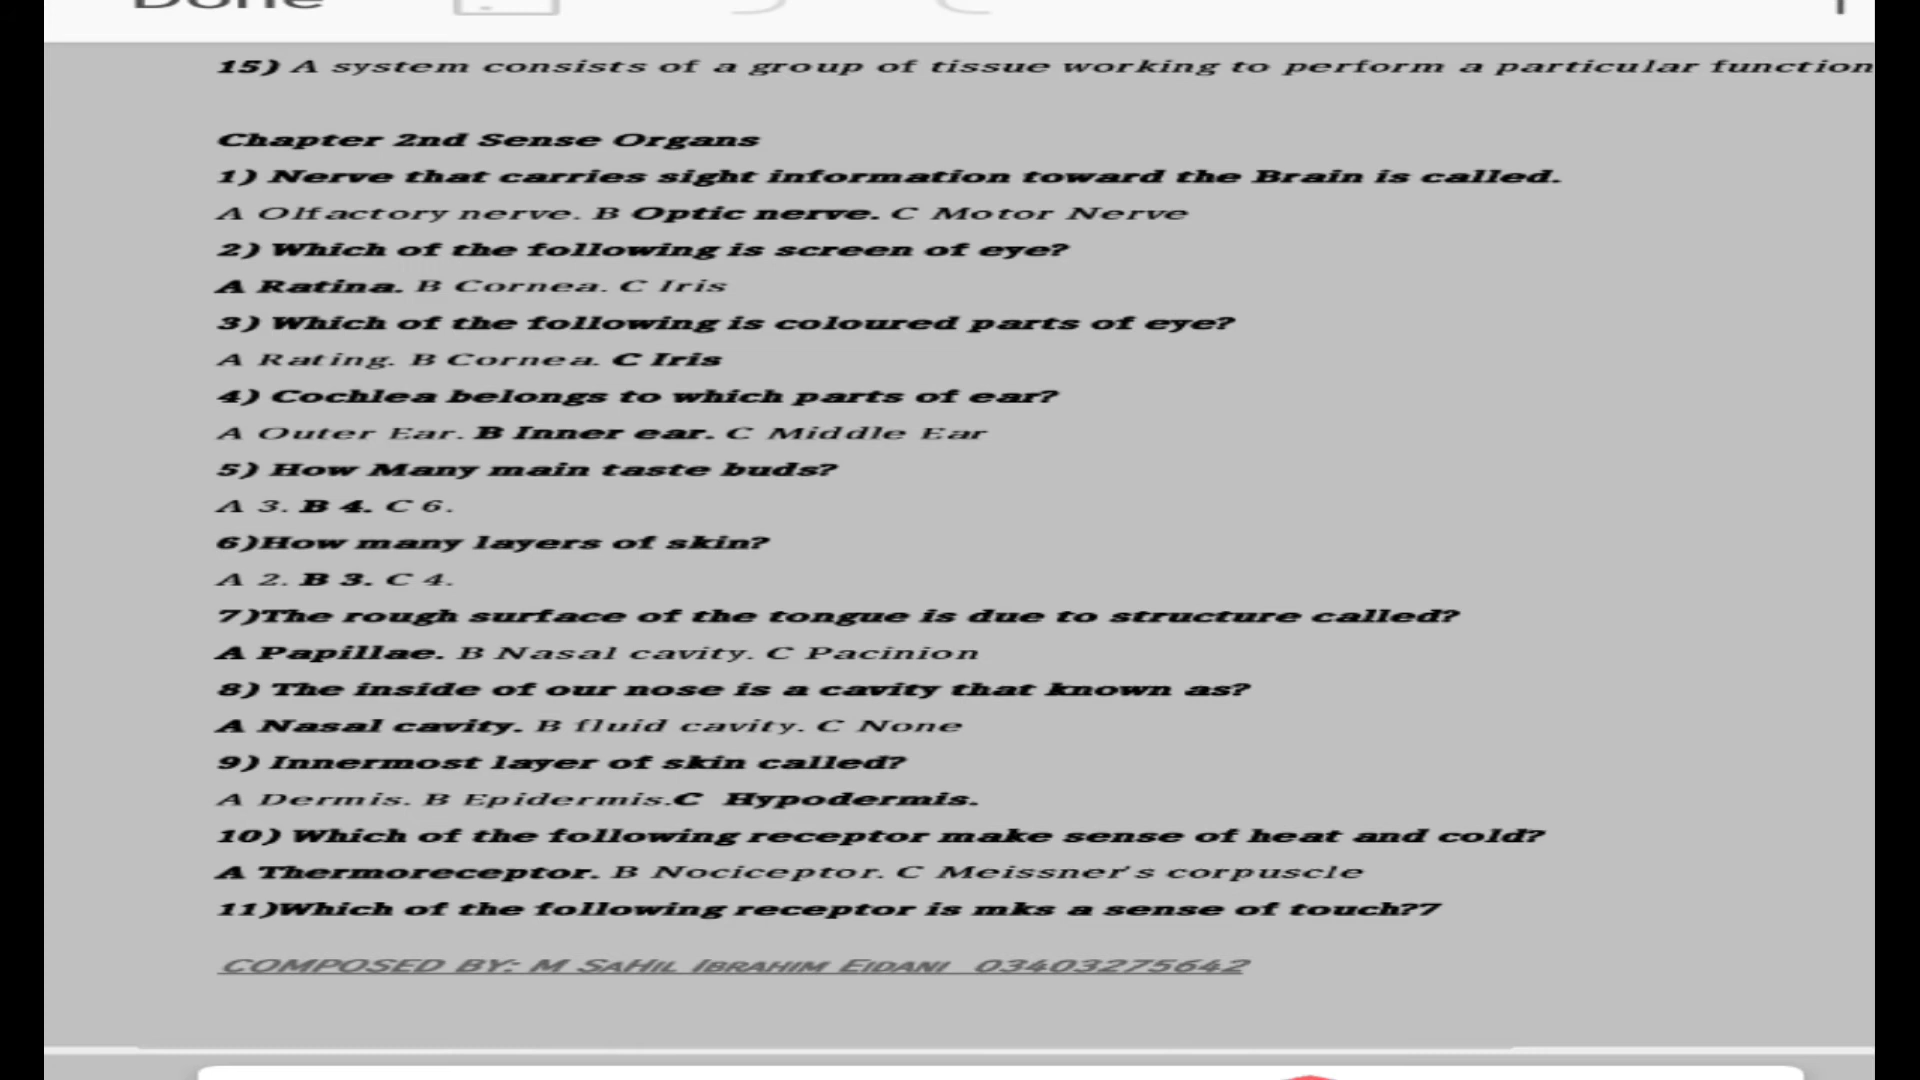 Done
15) A system consists of a group of tissue working to perform a particular function
Chapter 2nd Sense Organs
1) Nerve that carries sight information toward the Brain is called.
A Olfactory nerve. B Optic nerve. C Motor Nerve
2) Which of the following is screen of eye?
A Ratina. B Cornea. C Iris
3) Which of the following is coloured parts of eye?
A Rating. B Cornea. C Iris
4) Cochlea belongs to which parts of ear?
A Outer Ear. B Inner ear. C Middle Ear
5) How Many main taste buds?
A 3. B 4. C 6.
6)How many layers of skin?
A 2. B 3. C 4.
7)The rough surface of the tongue is due to structure called?
A Papillae. B Nasal cavity. C Pacinion
8) The inside of our nose is a cavity that known as?
A Nasal cavity. B fluid cavity. C None
9) Innermost layer of skin called?
A Dermis. B Epidermis.C Hypodermis.
10) Which of the following receptor make sense of heat and cold?
A Thermoreceptor. B Nociceptor. C Meissner's corpuscle
11)Which of the following receptor is mks a sense of touch?7
COMPOSED BY: M SAHIL IBRAHIM EIDANI 03403275642